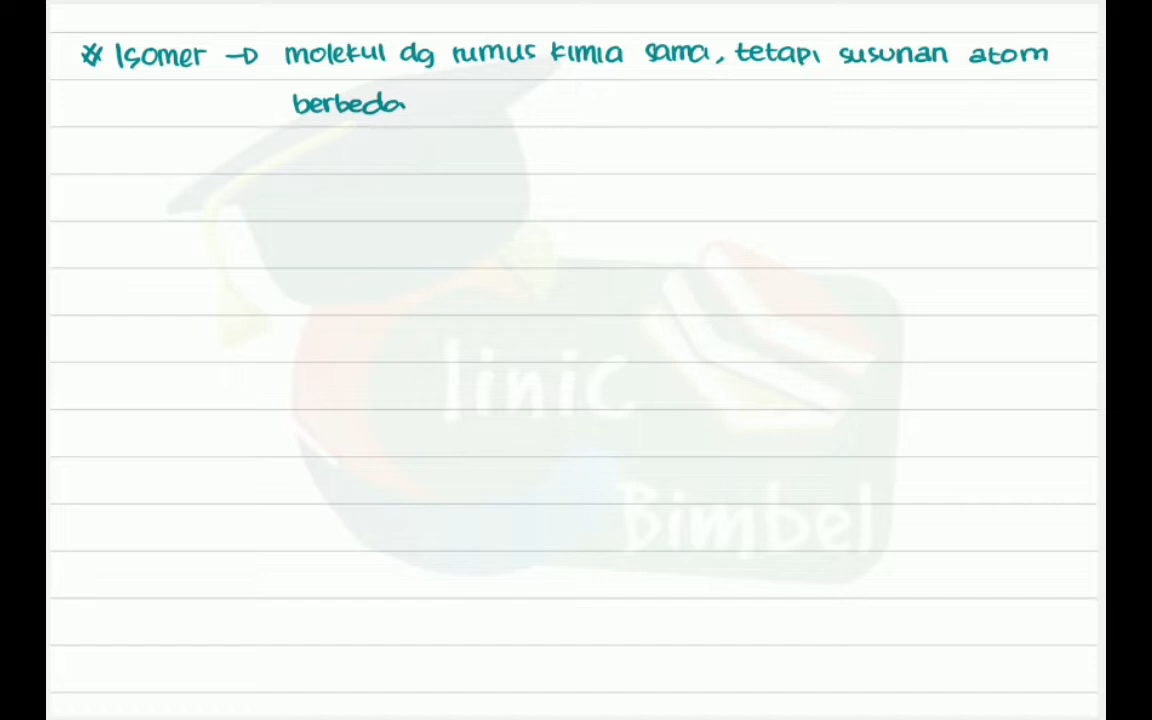 * Isomer → molekul dg rumus kimia sama, tetapi susunan atom
berbeda
linic
Bimbel